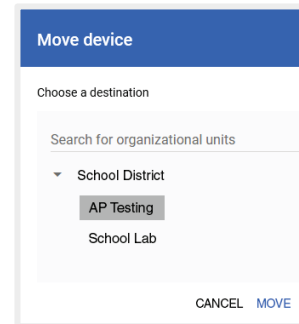 Move device
Choose a destination
Search for organizational units
School District
AP Testing
School Lab
CANCEL MOVE